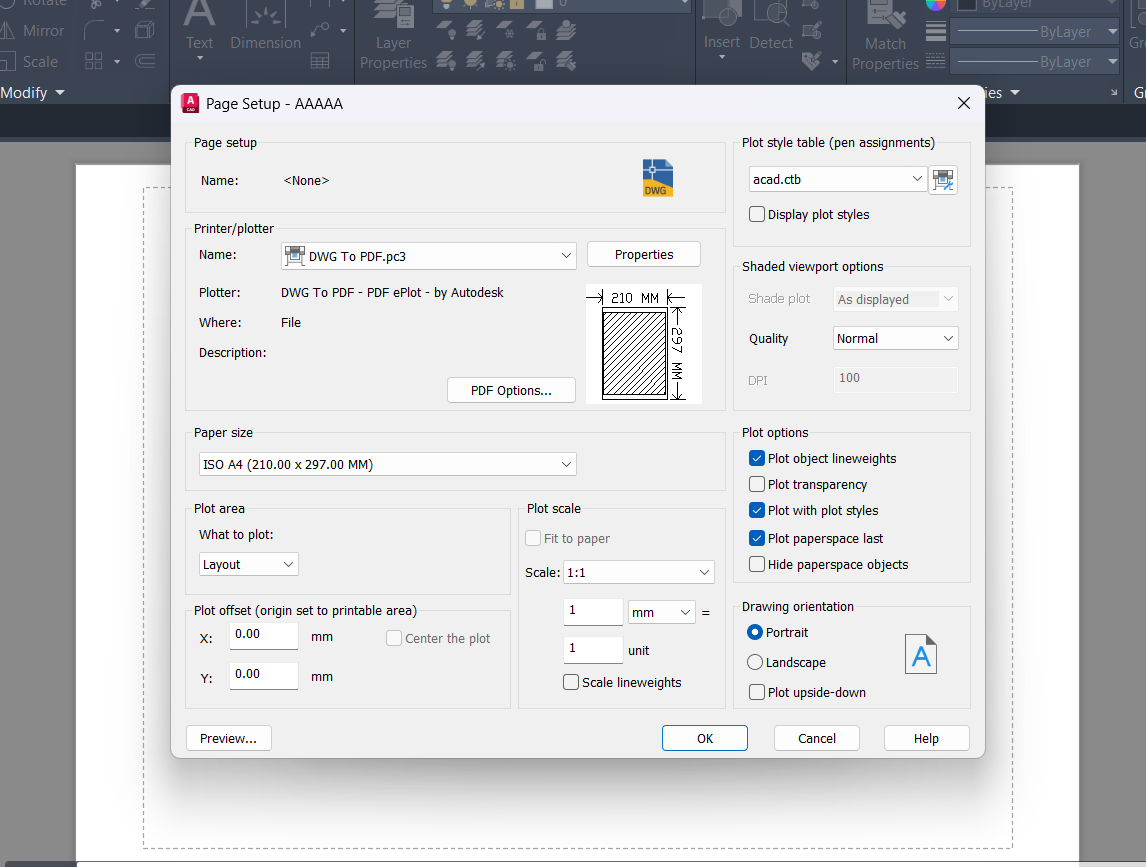 Rotate
ByLayer
Mirror
Text
Dimension
Layer
Properties
0
Insert
Detect
Match
Properties
ByLayer
Scale
ByLayer
Modify
Page Setup - AAAAA
Page setup
Name:
<None>
DWG
Printer/plotter
Name:
DWG To PDF.pc3
Properties
Plotter:
DWG To PDF - PDF ePlot - by Autodesk
Where:
File
Description:
PDF Options...
210 MM
297 MM
Paper size
ISO A4 (210.00 x 297.00 MM)
Plot area
What to plot:
Layout
Plot offset (origin set to printable area)
X:
0.00
mm
Center the plot
Y:
0.00
mm
Plot scale
Fit to paper
Scale:
1:1
1
mm
=
1
unit
Scale lineweights
Plot style table (pen assignments)
acad.ctb
Display plot styles
Shaded viewport options
Shade plot
As displayed
Quality
Normal
DPI
100
Plot options
Plot object lineweights
Plot transparency
Plot with plot styles
Plot paperspace last
Hide paperspace objects
Drawing orientation
Portrait
Landscape
Plot upside-down
A
Preview...
OK
Cancel
Help